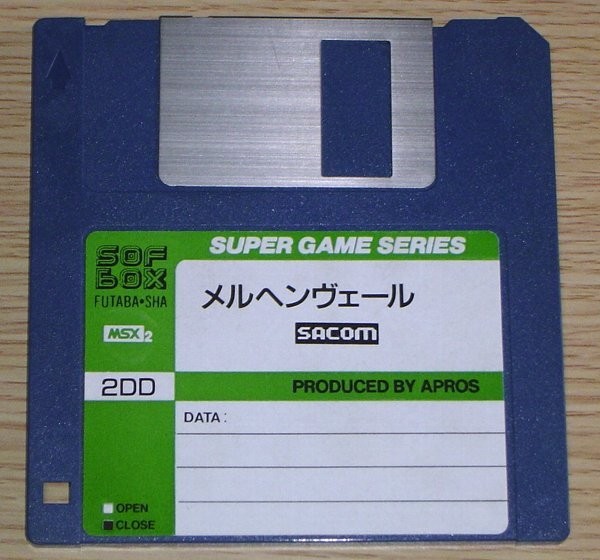 SOF BOX
FUTABA•SHA
MSX2
2DD
SUPER GAME SERIES
メルヘンヴェール
SACOM
PRODUCED BY APROS
DATA:
OPEN
CLOSE